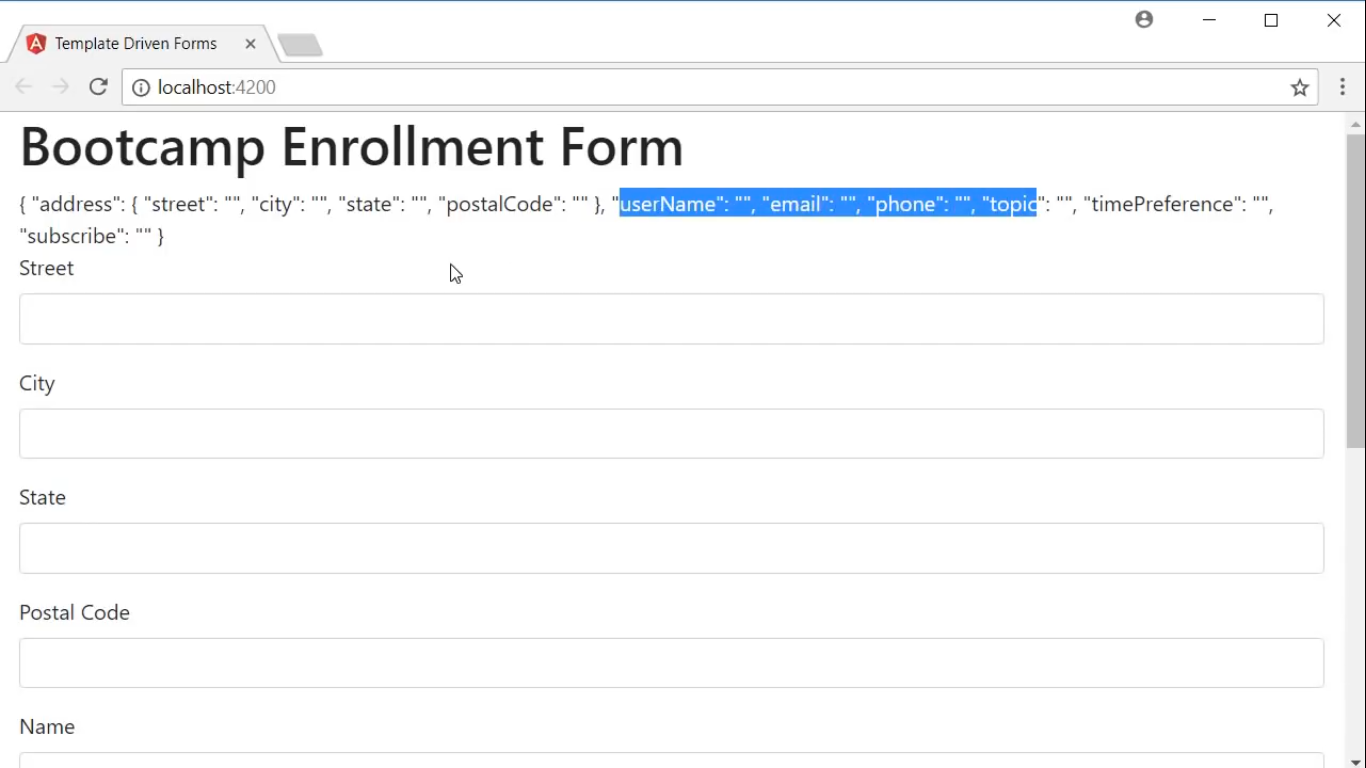 Template Driven Forms
localhost:4200
Bootcamp Enrollment Form
{ "address": { "street": "", "city": "", "state": "", "postalCode": "" }, "userName": "", "email": "", "phone": "", "topic": "", "timePreference": "",
"subscribe": "" }
Street
City
State
Postal Code
Name